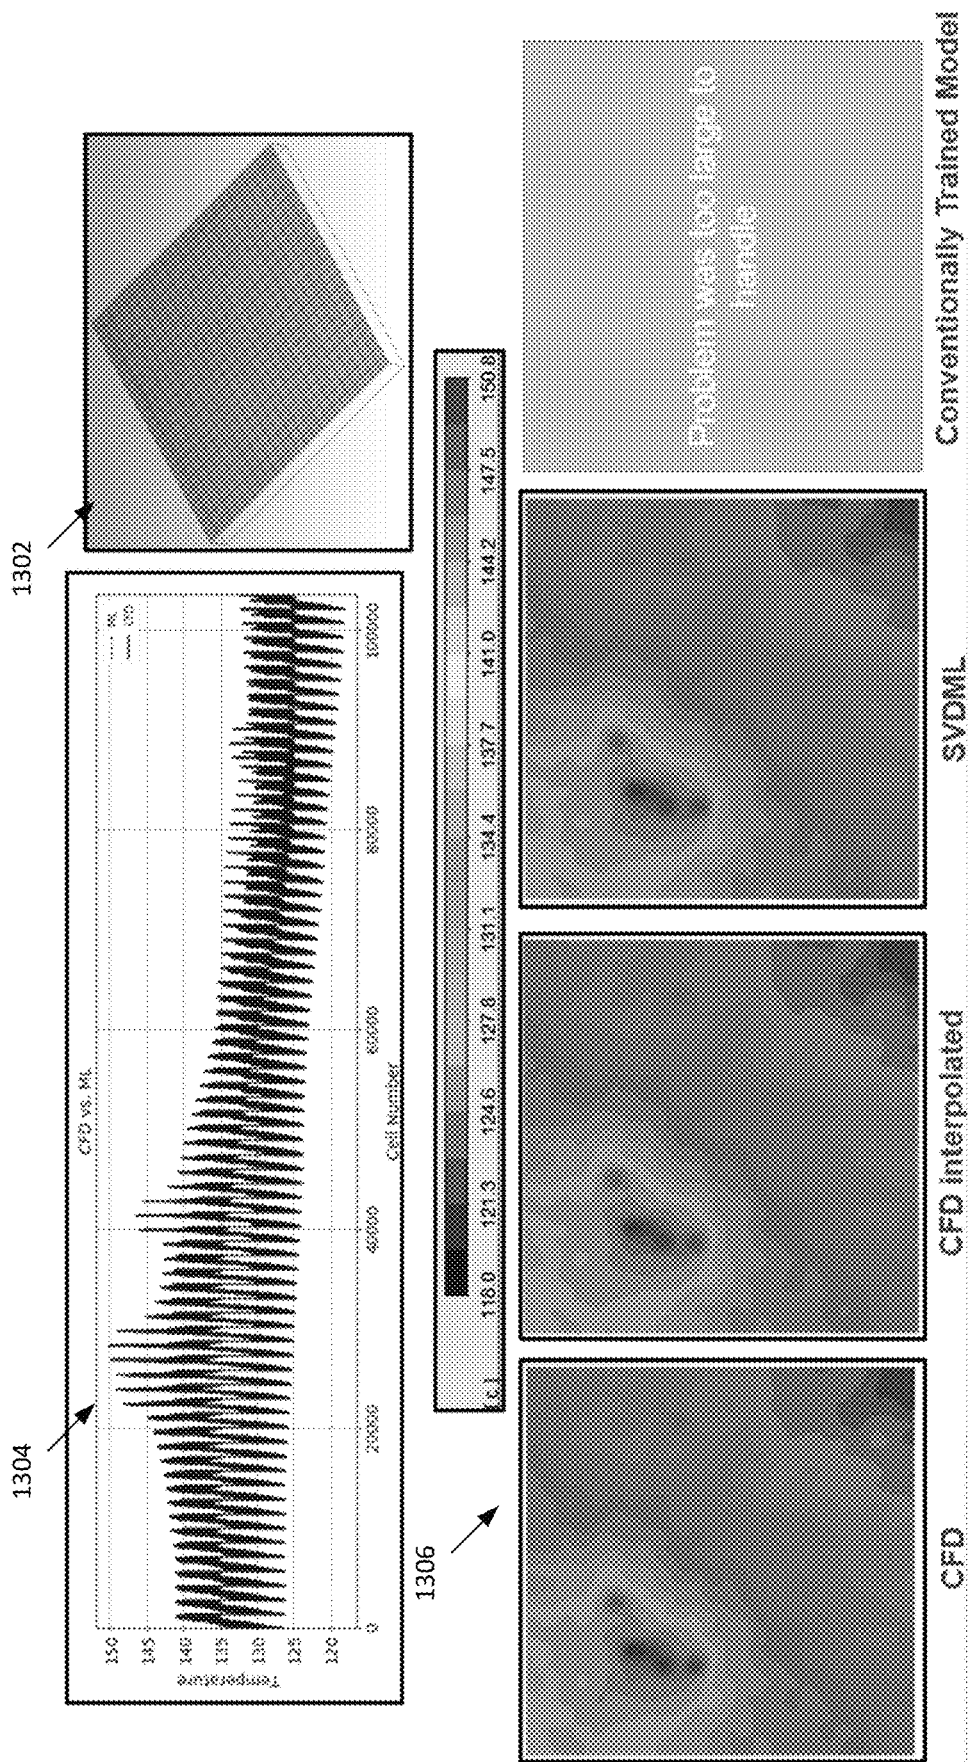 1304
1302
CFD vs. ML
ML
CFD
Temperature
150
145
140
135
130
125
120
0
20000
40000
60000
80000
100000
Cell Number
1306
118.0 121.3 124.6 127.8 131.1 134.4 137.7 141.0 144.2 147.5 150.8
Problem was too large to
handle
CFD
CFD interpolated
SVDML
Conventionally Trained Model